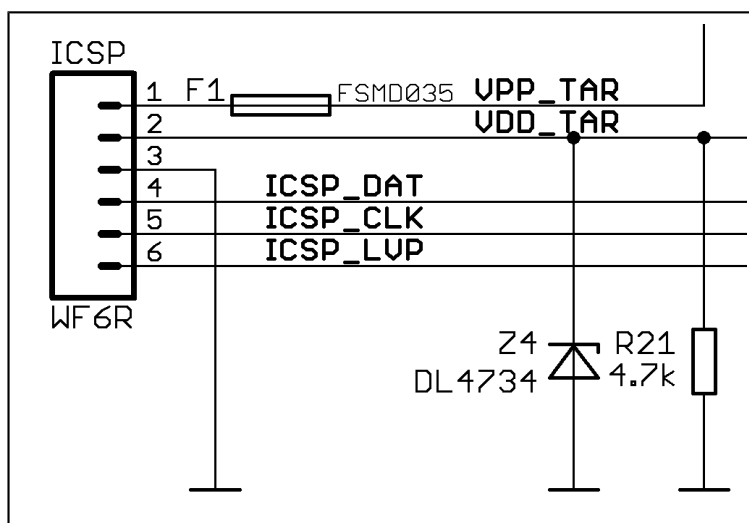 ICSP
1 F1 FSMD035 VPP_TAR
2 VDD_TAR
3
4 ICSP_DAT
5 ICSP_CLK
6 ICSP_LVP
WF6R
Z4 R21
DL4734 4.7k